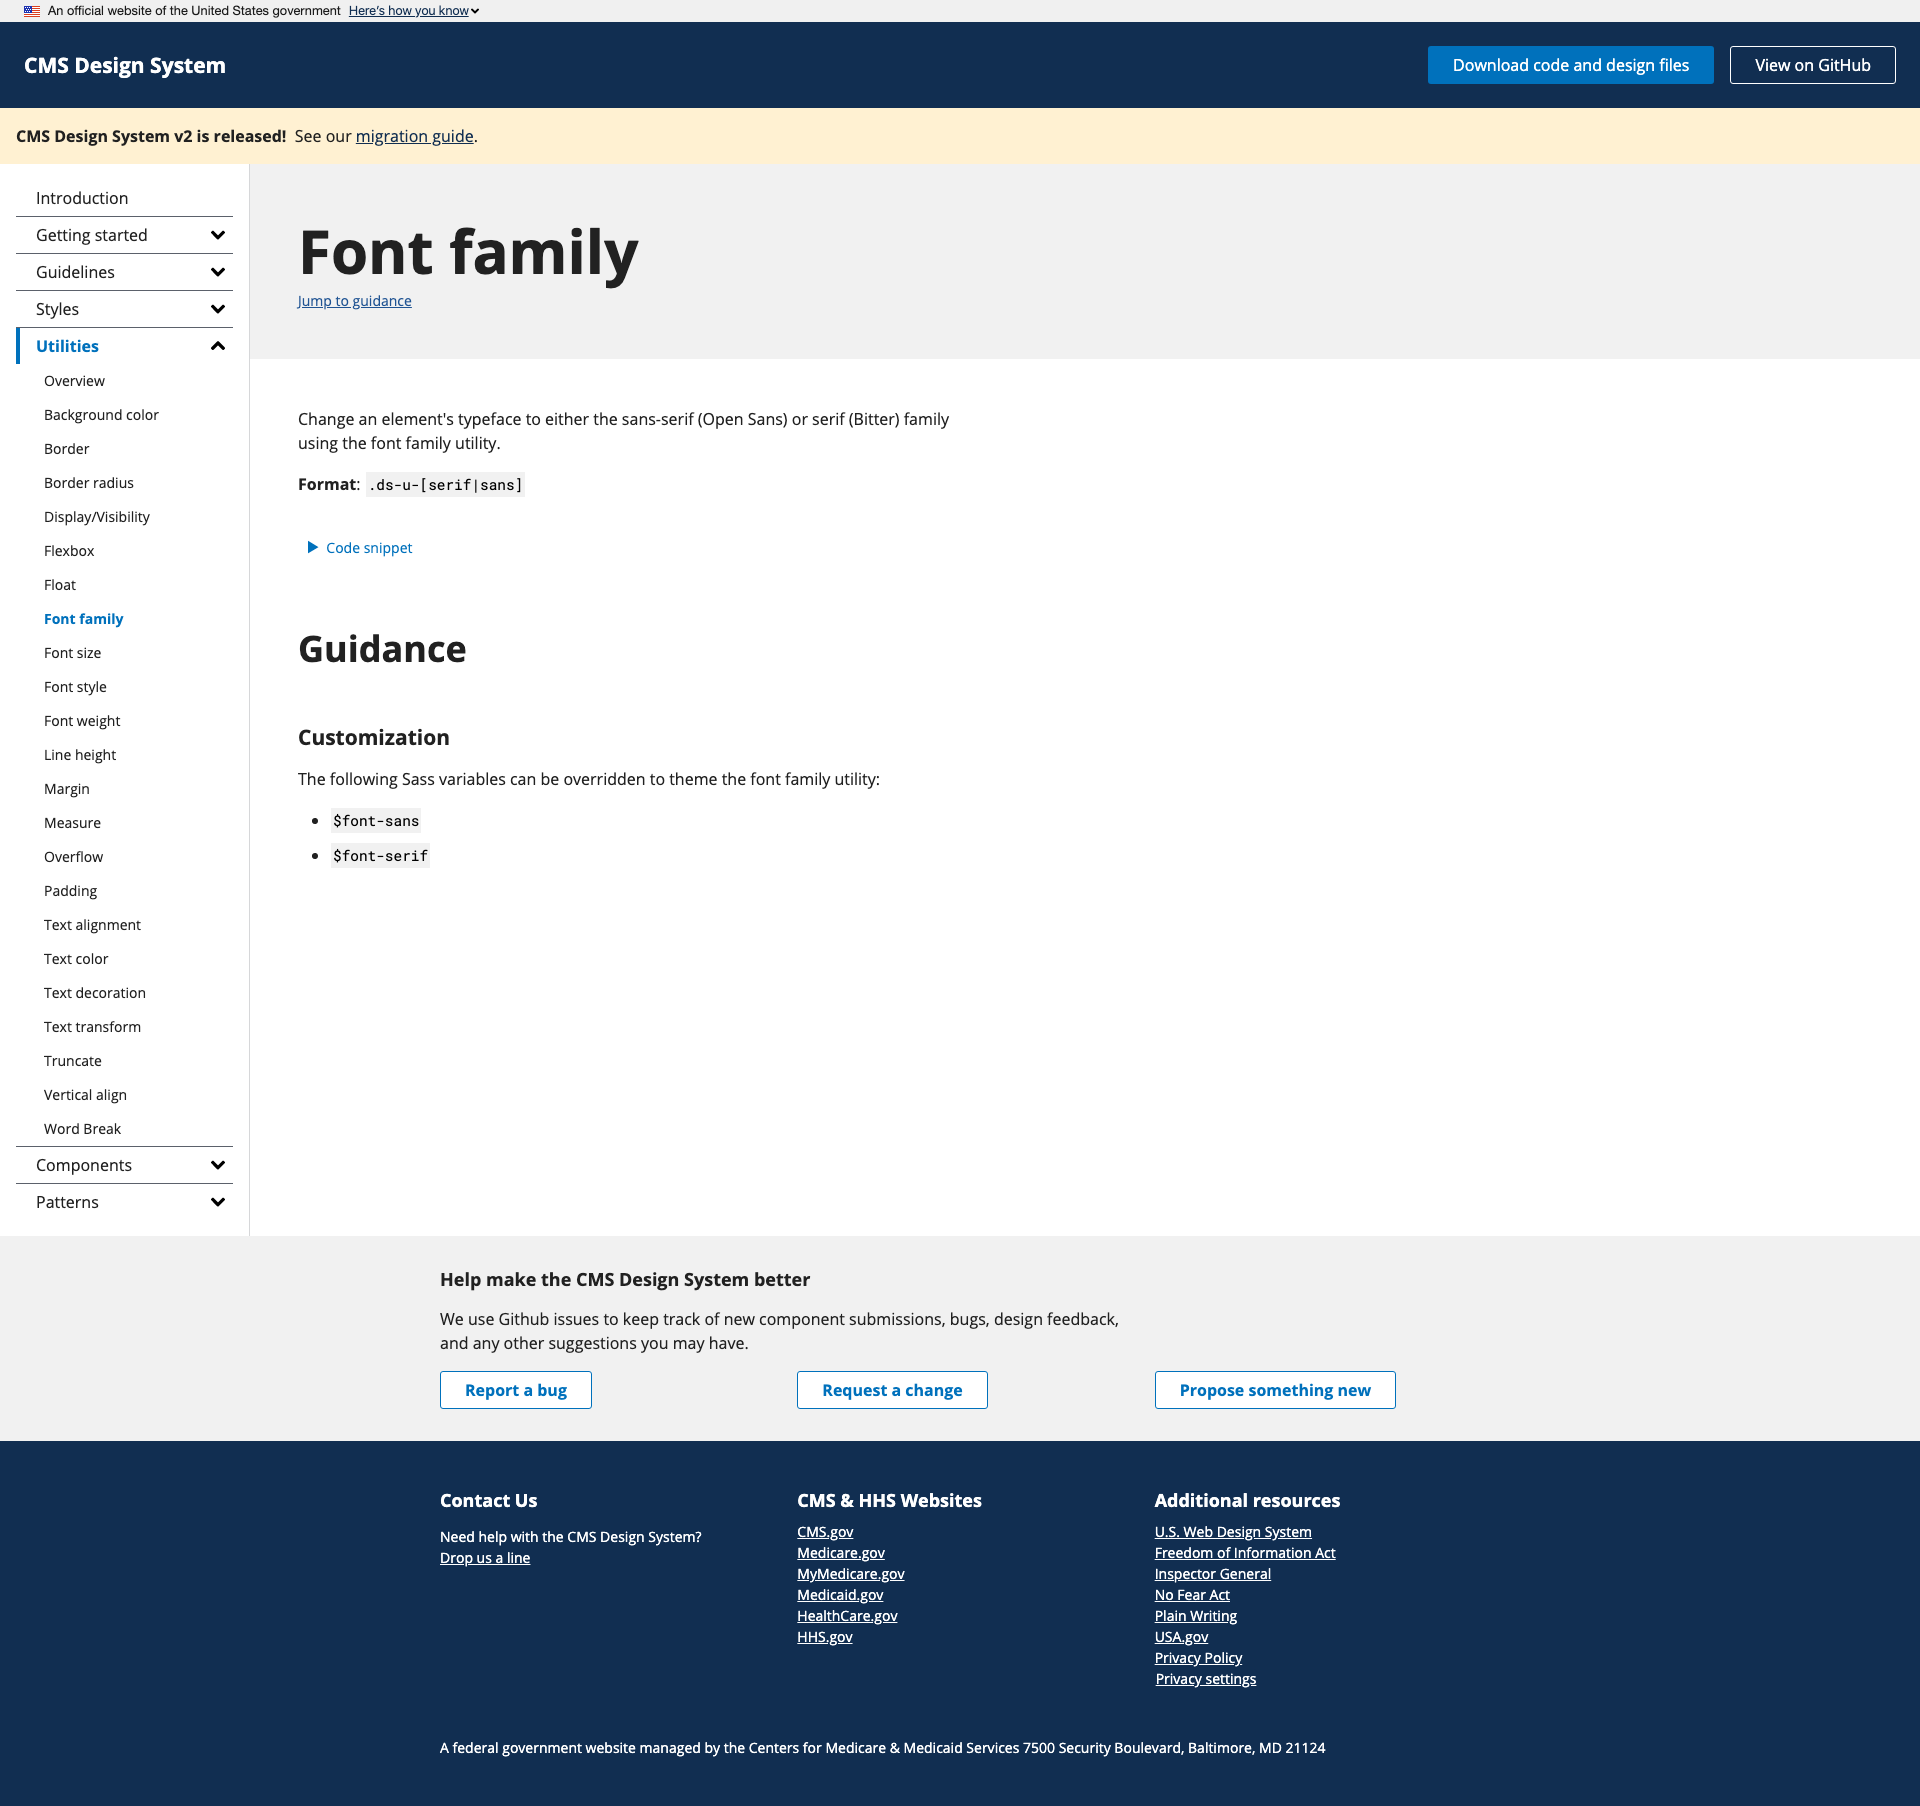 An official website of the United States government Here's how you know
CMS Design System
Download code and design files
View on GitHub
CMS Design System v2 is released! See our migration guide.
Introduction
Getting started
Guidelines
Styles
Utilities
Overview
Background color
Border
Border radius
Display/Visibility
Flexbox
Float
Font family
Font size
Font style
Font weight
Line height
Margin
Measure
Overflow
Padding
Text alignment
Text color
Text decoration
Text transform
Truncate
Vertical align
Word Break
Components
Patterns
Font family
Jump to guidance
Change an element's typeface to either the sans-serif (Open Sans) or serif (Bitter) family
using the font family utility.
Format: .ds-u-[serif|sans]
Code snippet
Guidance
Customization
The following Sass variables can be overridden to theme the font family utility:
$font-sans
$font-serif
Help make the CMS Design System better
We use Github issues to keep track of new component submissions, bugs, design feedback,
and any other suggestions you may have.
Report a bug
Request a change
Propose something new
Contact Us
Need help with the CMS Design System?
Drop us a line
CMS & HHS Websites
CMS.gov
Medicare.gov
MyMedicare.gov
Medicaid.gov
HealthCare.gov
HHS.gov
Additional resources
U.S. Web Design System
Freedom of Information Act
Inspector General
No Fear Act
Plain Writing
USA.gov
Privacy Policy
Privacy settings
A federal government website managed by the Centers for Medicare & Medicaid Services 7500 Security Boulevard, Baltimore, MD 21124